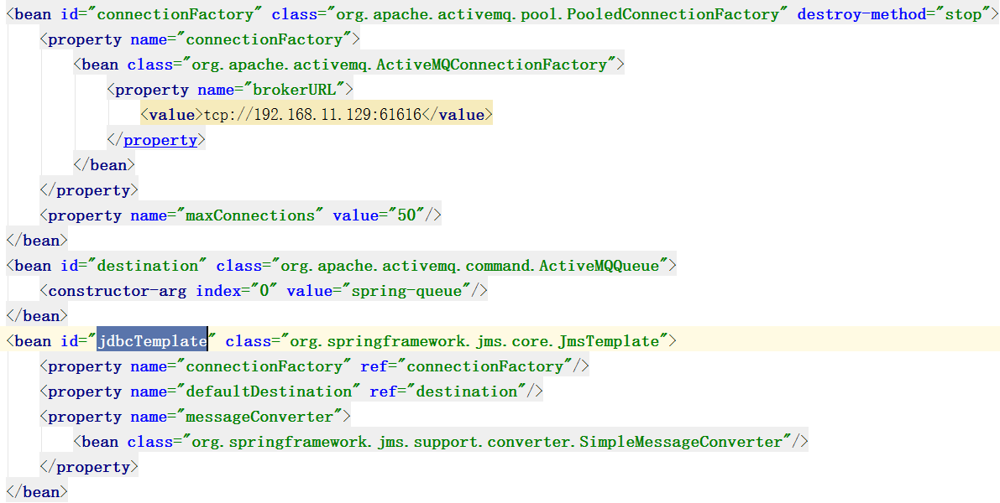 <bean id="connectionFactory" class="org.apache.activemq.pool.PooledConnectionFactory" destroy-method="stop">
<property name="connectionFactory">
<bean class="org.apache.activemq.ActiveMQConnectionFactory">
<property name="brokerURL">
<value>tcp://192.168.11.129:61616</value>
</property>
</bean>
</property>
<property name="maxConnections" value="50"/>
</bean>
<bean id="destination" class="org.apache.activemq.command.ActiveMQQueue">
<constructor-arg index="0" value="spring-queue"/>
</bean>
<bean id="jdbcTemplate" class="org.springframework.jms.core.JmsTemplate">
<property name="connectionFactory" ref="connectionFactory"/>
<property name="defaultDestination" ref="destination"/>
<property name="messageConverter">
<bean class="org.springframework.jms.support.converter.SimpleMessageConverter"/>
</property>
</bean>